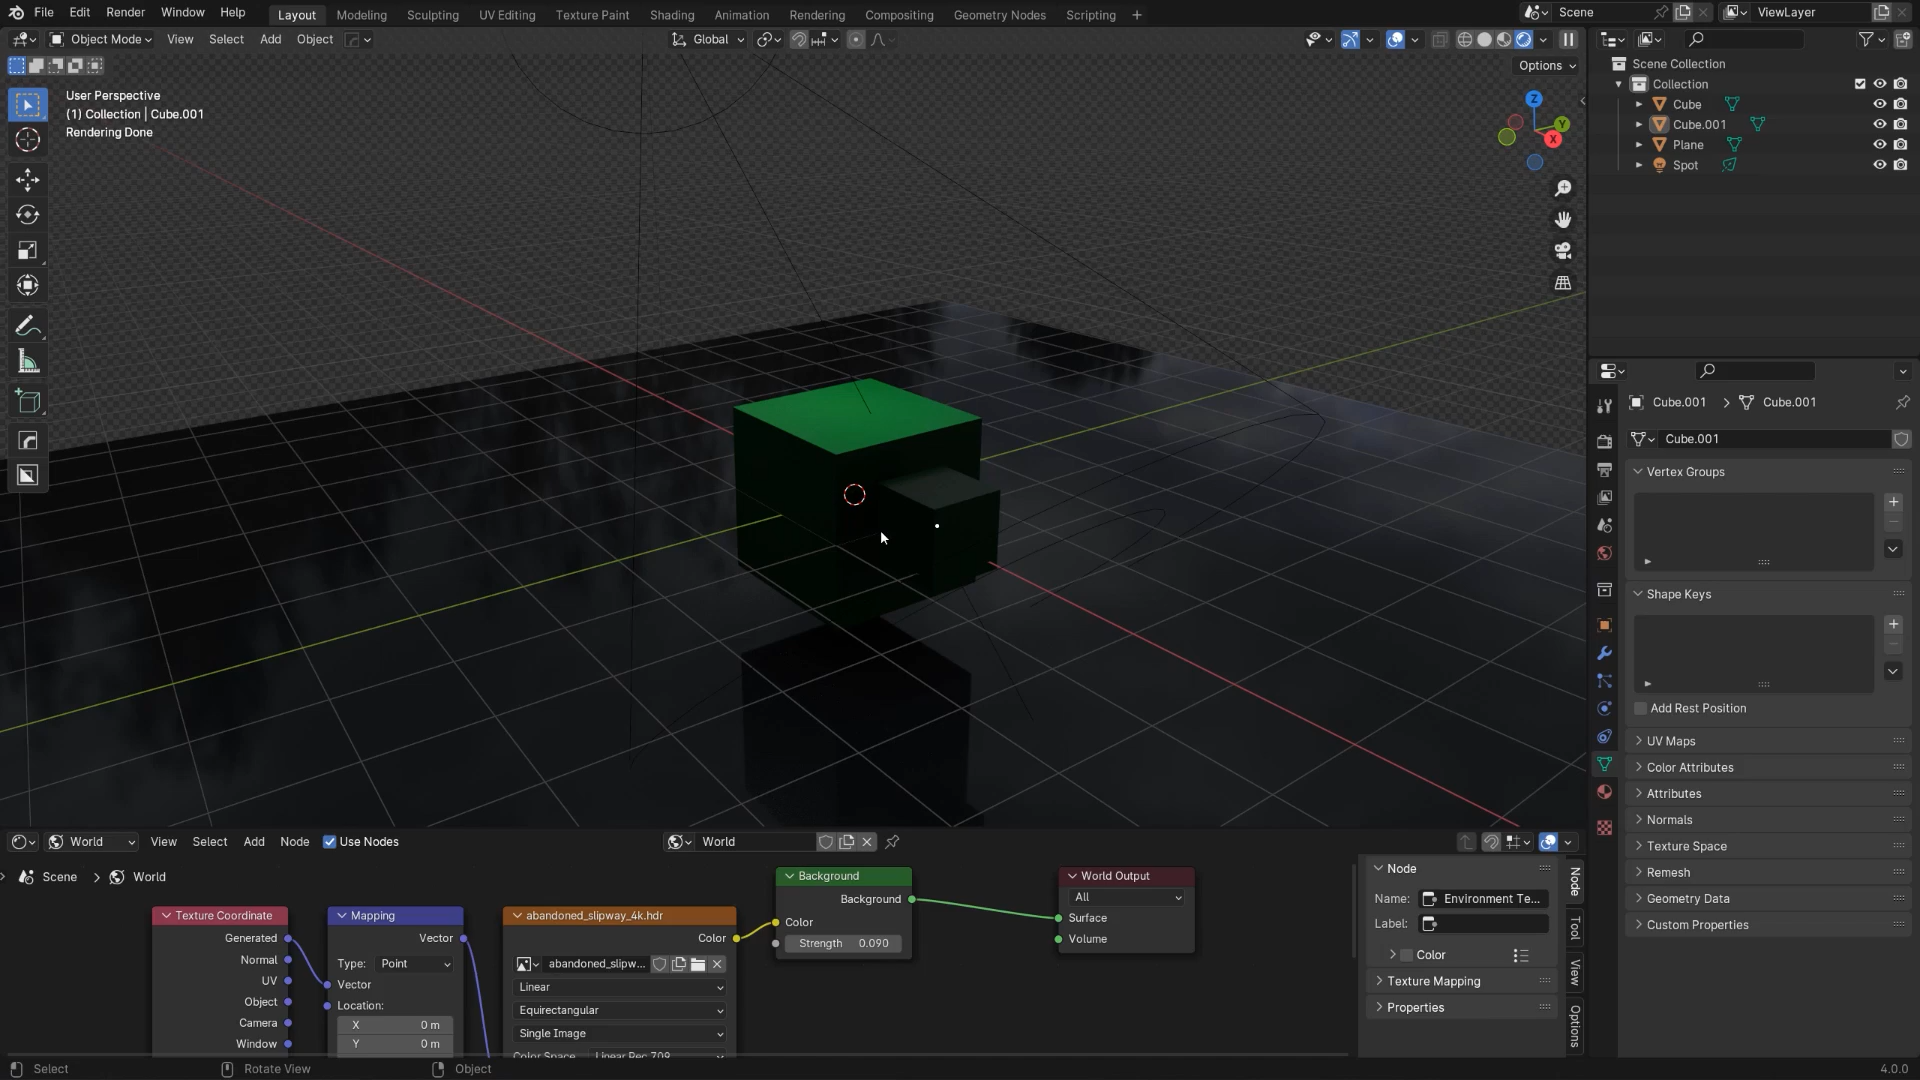 File Edit Render Window Help Layout Modeling Sculpting UV Editing Texture Paint Shading Animation Rendering Compositing Geometry Nodes Scripting + Scene ViewLayer
Object Mode View Select Add Object Global
Options
User Perspective
(1) Collection | Cube.001
Rendering Done
Z
Y
X
Scene Collection
Collection
Cube
Cube.001
Plane
Spot
Cube.001 > Cube.001
Cube.001
Vertex Groups
Shape Keys
Add Rest Position
UV Maps
Color Attributes
Attributes
Normals
Texture Space
Remesh
Geometry Data
Custom Properties
World View Select Add Node Use Nodes World
Scene > World
Texture Coordinate
Generated
Normal
UV
Object
Camera
Window
Mapping
Vector
Type: Point
Vector
Location:
X 0 m
Y 0 m
abandoned_slipway_4k.hdr
Color
abandoned_slipw...
Linear
Equirectangular
Single Image
Color Space Linear Rec.709
Background
Background
Color
Strength 0.090
World Output
All
Surface
Volume
Node
Name: Environment Te...
Label:
Color
Texture Mapping
Properties
Node
Tool
View
Options
Select Rotate View Object 4.0.0